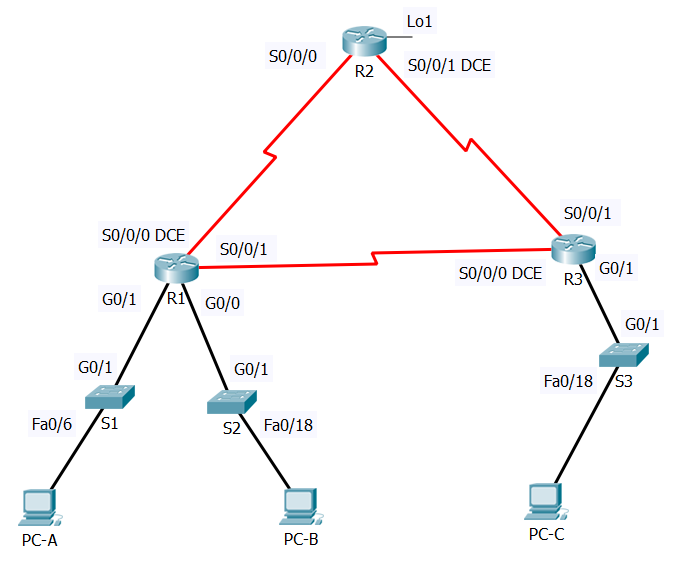 Lo1
S0/0/0
R2
S0/0/1 DCE
S0/0/1
S0/0/0 DCE
S0/0/1
R1
S0/0/0 DCE
R3
G0/1
G0/1
G0/0
G0/1
G0/1
G0/1
Fa0/18
S3
Fa0/6
S1
S2
Fa0/18
PC-A
PC-B
PC-C